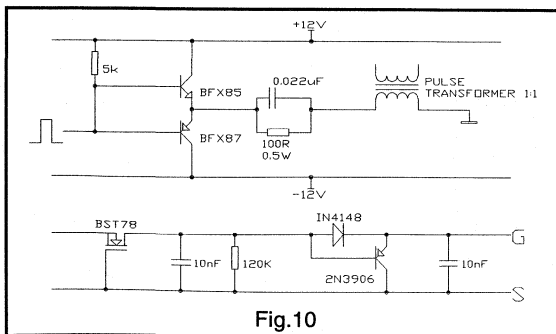 +12V
5k
BFX85
0.022uF
PULSE
TRANSFORMER 1:1
BFX87
100R
0.5W
-12V
BST78
IN4148
G
10nF
120K
2N3906
10nF
S
Fig.10